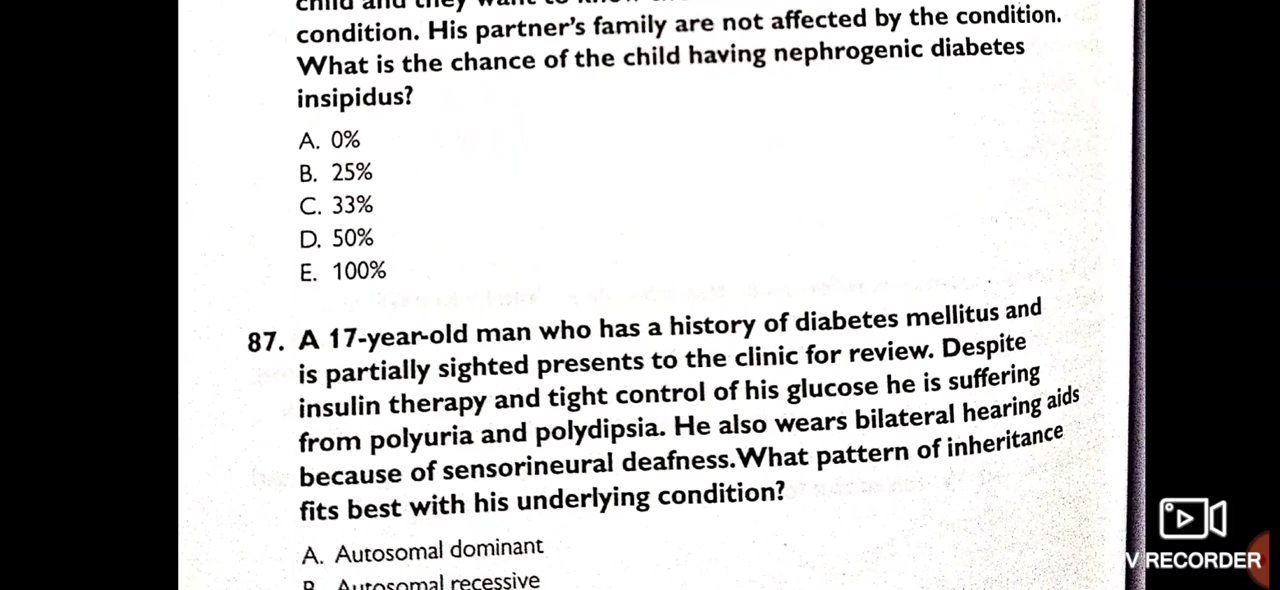 condition. His partner's family are not affected by the condition.
What is the chance of the child having nephrogenic diabetes
insipidus?
A. 0%
B. 25%
C. 33%
D. 50%
E. 100%
87. A 17-year-old man who has a history of diabetes mellitus and
is partially sighted presents to the clinic for review. Despite
insulin therapy and tight control of his glucose he is suffering
from polyuria and polydipsia. He also wears bilateral hearing aids
because of sensorineural deafness.What pattern of inheritance
fits best with his underlying condition?
A. Autosomal dominant
B. Autosomal recessive
V RECORDER